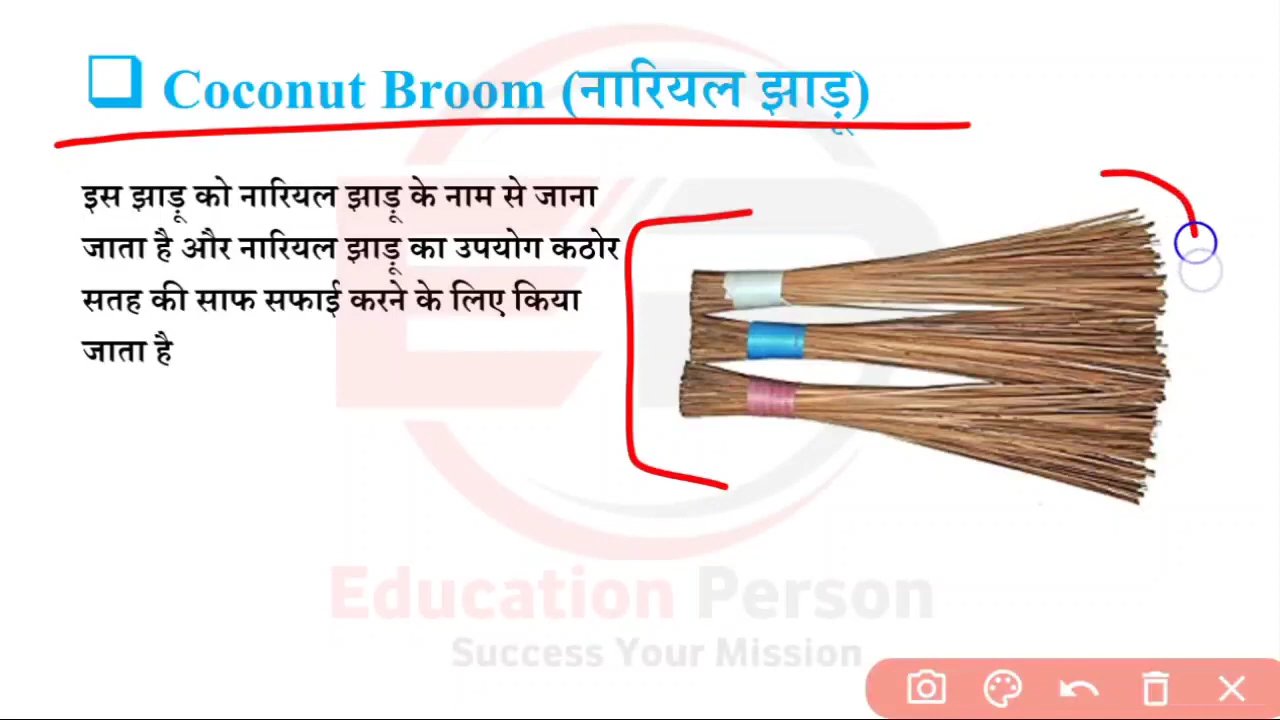 Coconut Broom (नारियल झाड़ू)
इस झाड़ू को नारियल झाड़ू के नाम से जाना
जाता है और नारियल झाड़ू का उपयोग कठोर
सतह की साफ सफाई करने के लिए किया
जाता है
Education Person
Success Your Mission